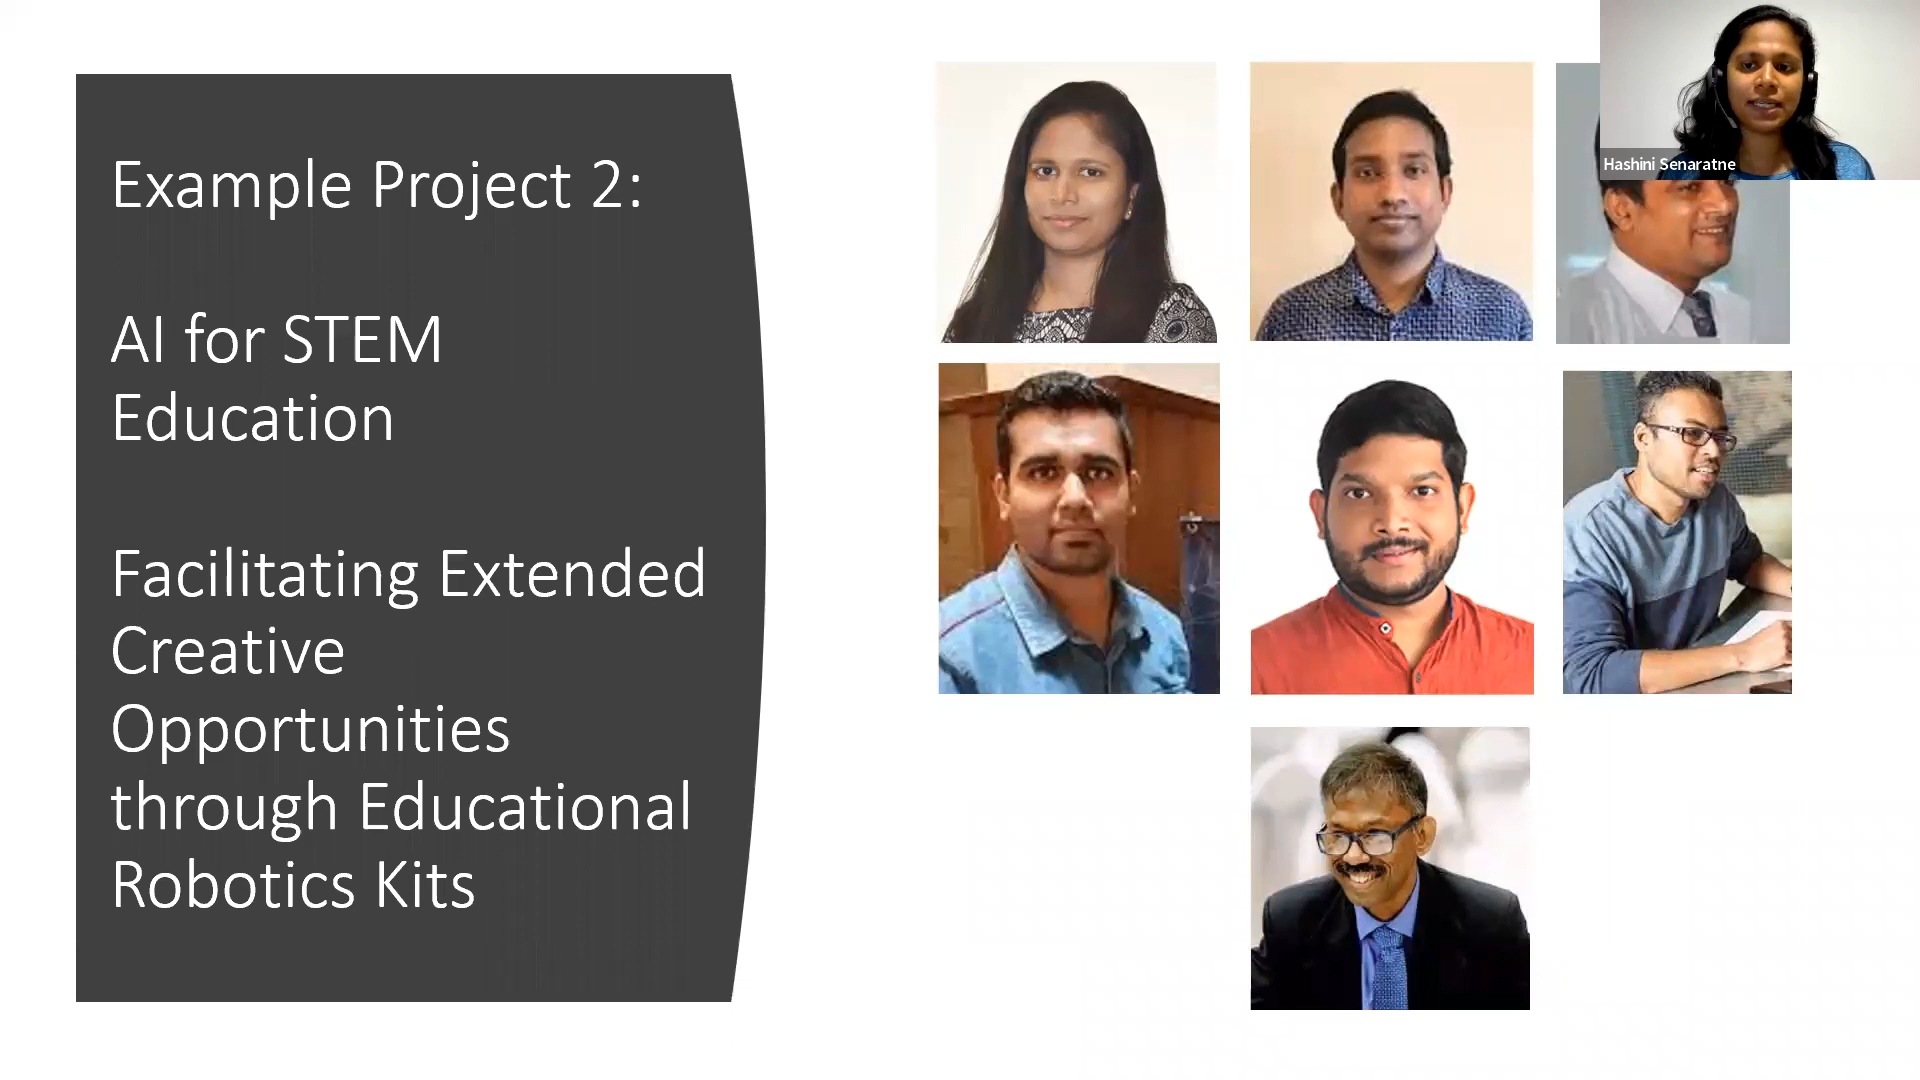 Example Project 2:
AI for STEM
Education
Facilitating Extended
Creative
Opportunities
through Educational
Robotics Kits
Hashini Senaratne